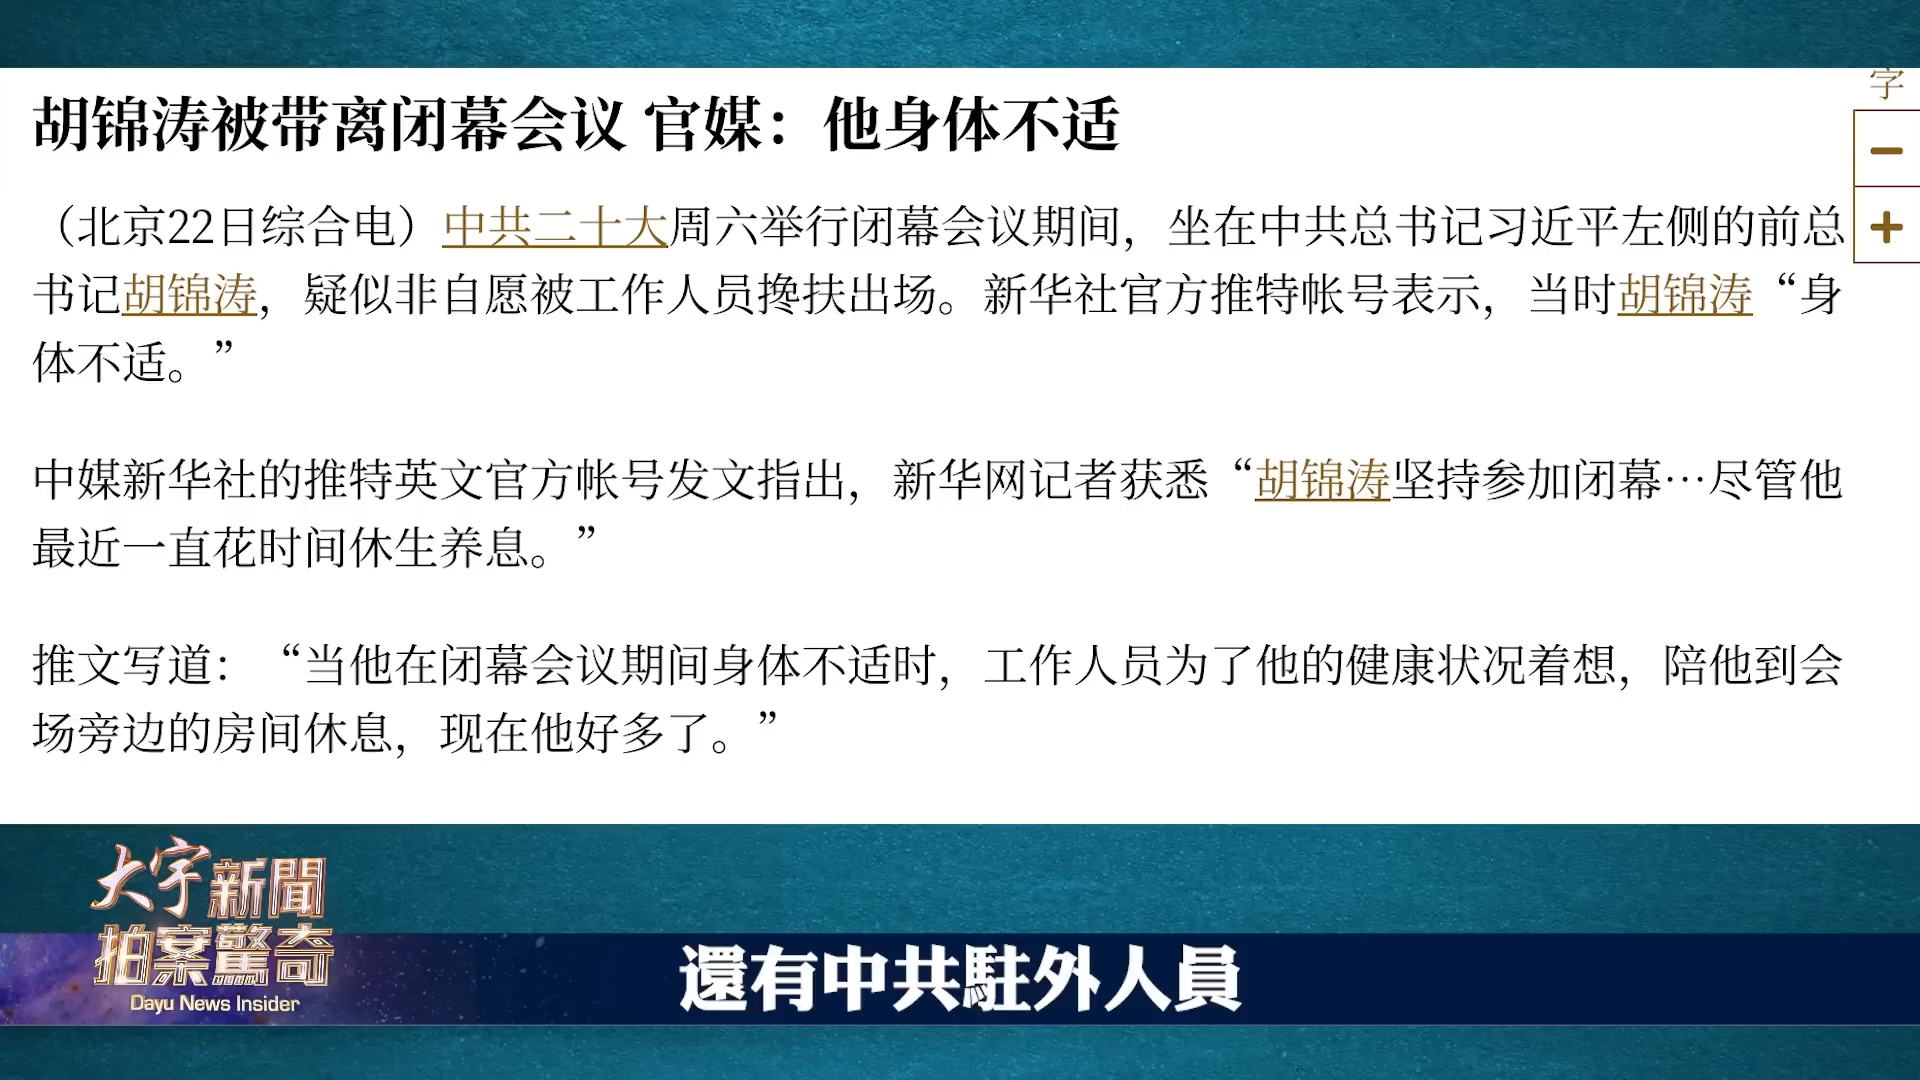 字
胡锦涛被带离闭幕会议 官媒：他身体不适
（北京22日综合电）中共二十大周六举行闭幕会议期间，坐在中共总书记习近平左侧的前总
书记胡锦涛，疑似非自愿被工作人员搀扶出场。新华社官方推特帐号表示，当时胡锦涛“身
体不适。”
中媒新华社的推特英文官方帐号发文指出，新华网记者获悉“胡锦涛坚持参加闭幕…尽管他
最近一直花时间休生养息。”
推文写道：“当他在闭幕会议期间身体不适时，工作人员为了他的健康状况着想，陪他到会
场旁边的房间休息，现在他好多了。”
大宇新聞
拍案驚奇
Dayu News Insider
還有中共駐外人員